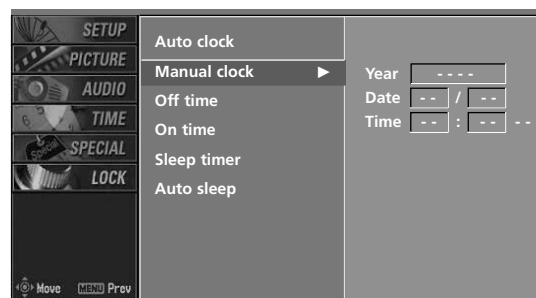 SETUP
PICTURE
AUDIO
TIME
SPECIAL
LOCK
Move MENU Prev
Auto clock
Manual clock ▶
Off time
On time
Sleep timer
Auto sleep
Year - - - -
Date - - / - -
Time - - : - - - -